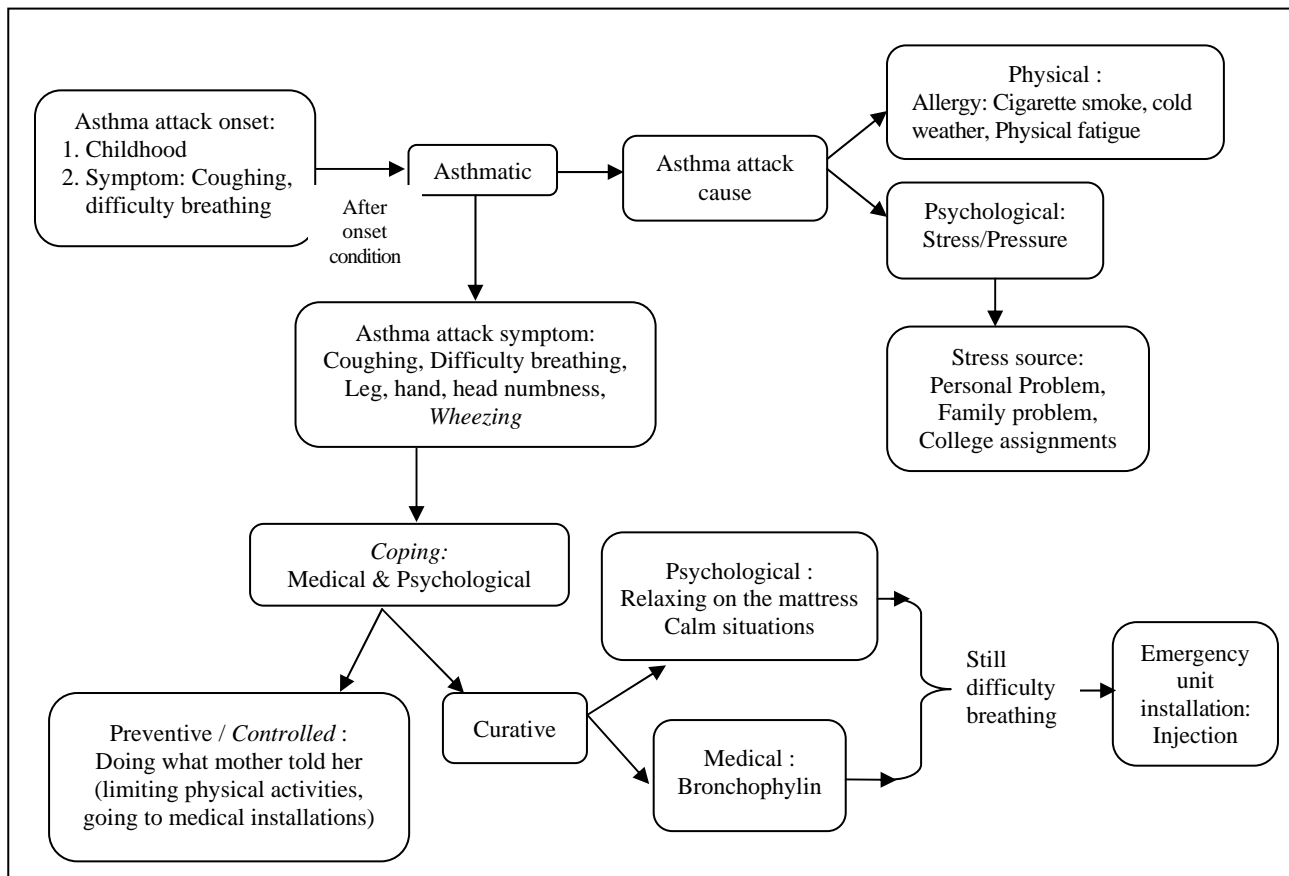 Asthma attack onset:
1. Childhood
2. Symptom: Coughing,
difficulty breathing
After
onset
condition
Asthmatic
Asthma attack
cause
Physical :
Allergy: Cigarette smoke, cold
weather, Physical fatigue
Psychological:
Stress/Pressure
Stress source:
Personal Problem,
Family problem,
College assignments
Asthma attack symptom:
Coughing, Difficulty breathing,
Leg, hand, head numbness,
Wheezing
Coping:
Medical & Psychological
Preventive / Controlled :
Doing what mother told her
(limiting physical activities,
going to medical installations)
Curative
Psychological :
Relaxing on the mattress
Calm situations
Medical :
Bronchophylin
Still
difficulty
breathing
Emergency
unit
installation:
Injection